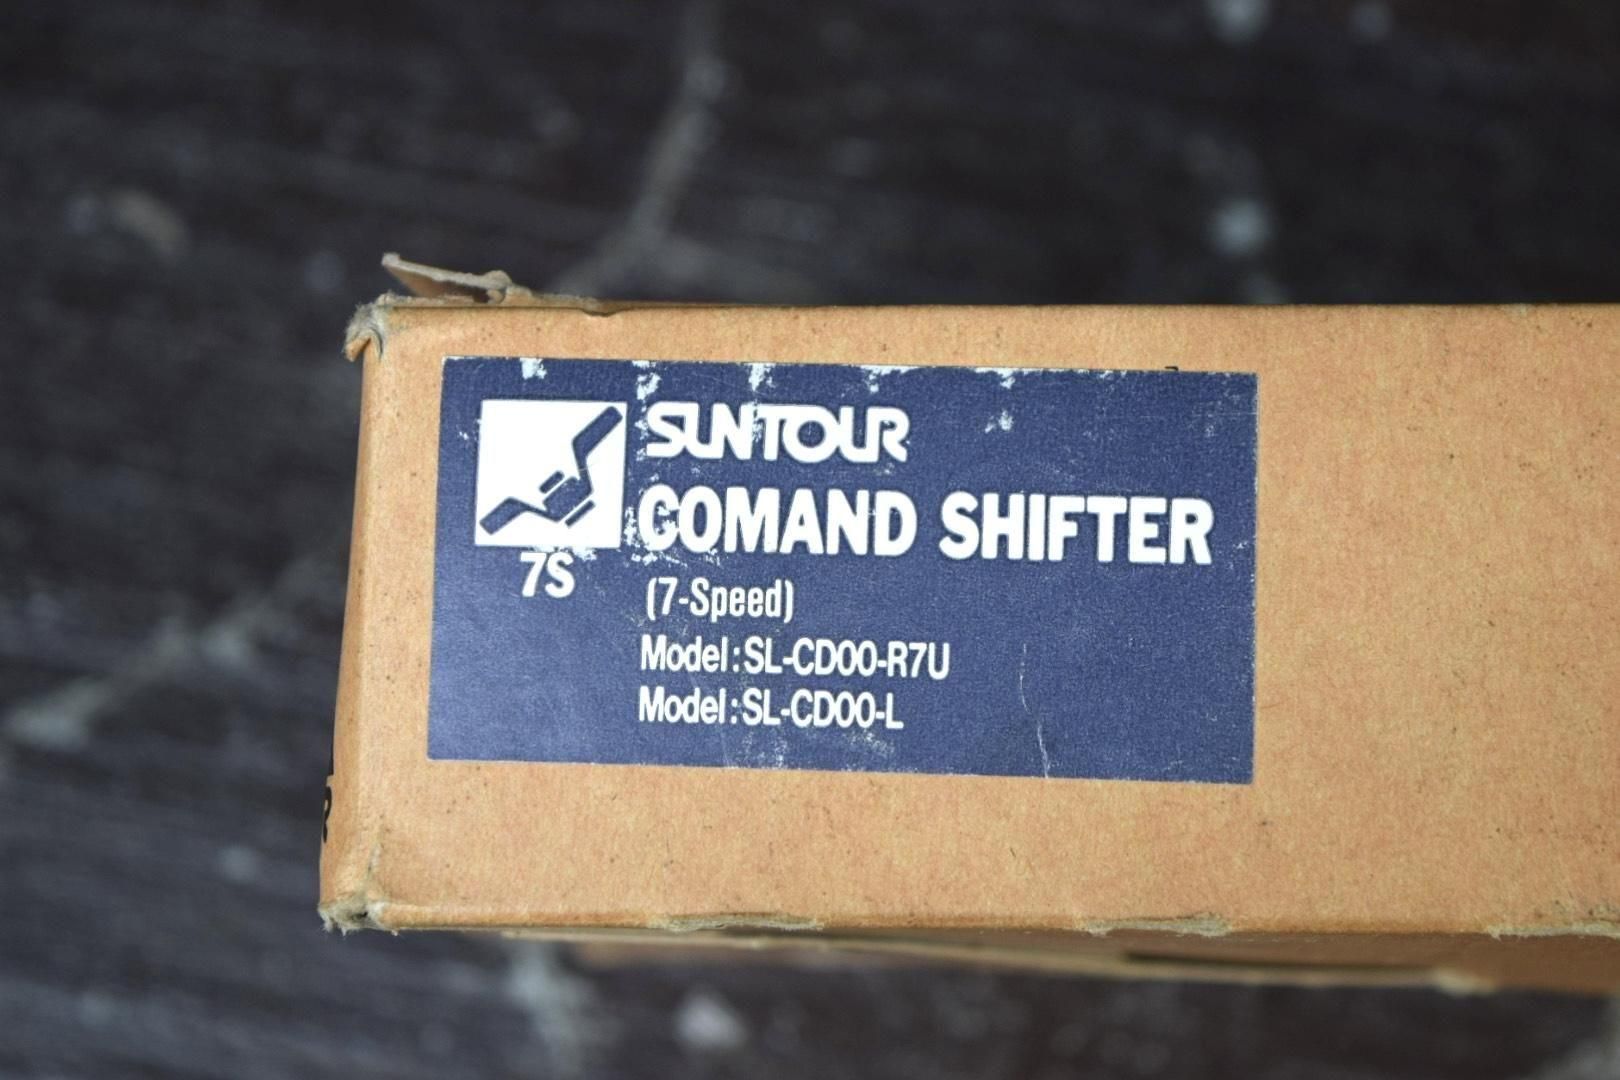 SUNTOUR
COMAND SHIFTER
7S
(7-Speed)
Model:SL-CD00-R7U
Model:SL-CD00-L
R